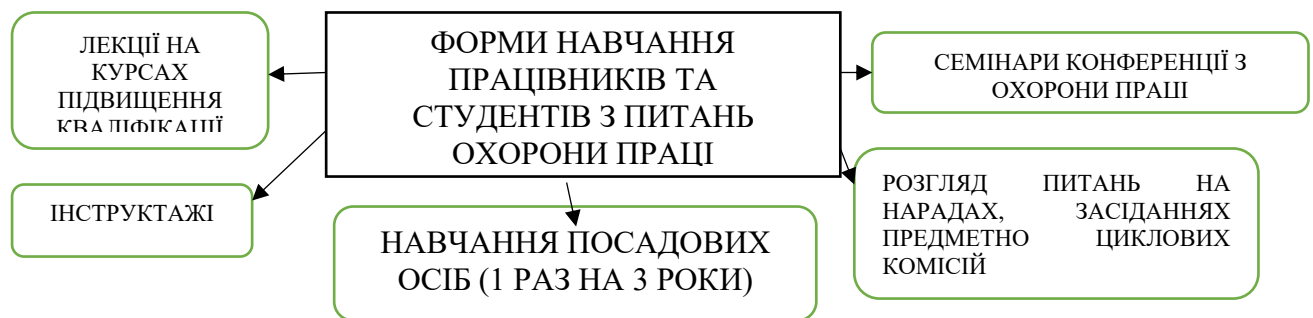 ЛЕКЦІЇ НА
КУРСАХ
ПІДВИЩЕННЯ
КВАЛІФІКАЦІЇ
ФОРМИ НАВЧАННЯ
ПРАЦІВНИКІВ ТА
СТУДЕНТІВ З ПИТАНЬ
ОХОРОНИ ПРАЦІ
СЕМІНАРИ КОНФЕРЕНЦІЇ З
ОХОРОНИ ПРАЦІ
ІНСТРУКТАЖІ
НАВЧАННЯ ПОСАДОВИХ
ОСІБ (1 РАЗ НА 3 РОКИ)
РОЗГЛЯД ПИТАНЬ НА
НАРАДАХ, ЗАСІДАННЯХ
ПРЕДМЕТНО ЦИКЛОВИХ
КОМІСІЙ